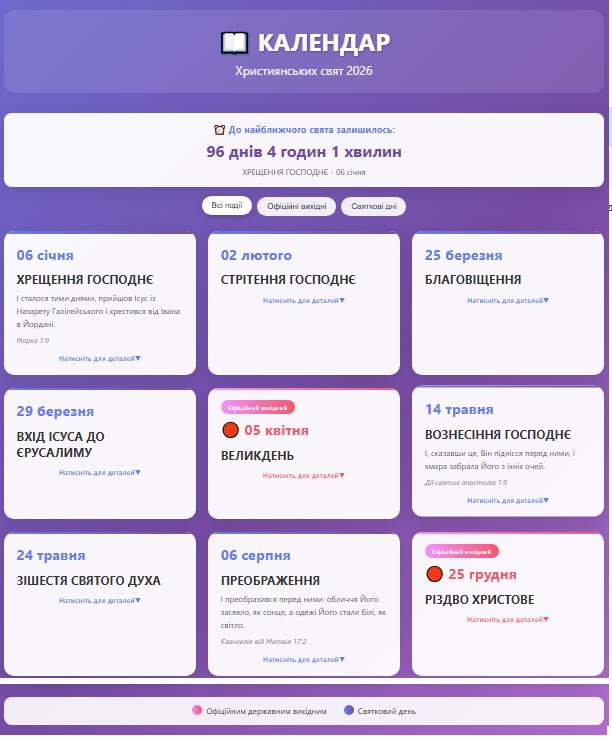 КАЛЕНДАР
Християнських свят 2026
До найближчого свята залишилось:
96 днів 4 годин 1 хвилин
ХРЕЩЕННЯ ГОСПОДНЄ - 06 січня
Всі події
Офіційні вихідні
Святкові дні
06 січня
ХРЕЩЕННЯ ГОСПОДНЄ
І сталося тими днями, прийшов Ісус із
Назарету Галілейського і хрестився від Івана
в Йордані.
Марка 1:9
Натисніть для деталей▼
02 лютого
СТРІТЕННЯ ГОСПОДНЄ
Натисніть для деталей▼
25 березня
БЛАГОВІЩЕННЯ
Натисніть для деталей▼
29 березня
ВХІД ІСУСА ДО
ЄРУСАЛИМУ
Натисніть для деталей▼
Офіційний вихідний
05 квітня
ВЕЛИКДЕНЬ
Натисніть для деталей▼
14 травня
ВОЗНЕСІННЯ ГОСПОДНЄ
І, сказавши це, Він піднісся перед ними, і
хмара забрала Його з їхніх очей.
Дії святих апостолів 1:9
Натисніть для деталей▼
24 травня
ЗІШЕСТЯ СВЯТОГО ДУХА
Натисніть для деталей▼
06 серпня
ПРЕОБРАЖЕННЯ
І преобразився перед ними: обличчя Його
засяяло, як сонце, а одежі Його стали білі, як
світло.
Євангелія від Матвія 17:2
Натисніть для деталей▼
Офіційний вихідний
25 грудня
РІЗДВО ХРИСТОВЕ
Натисніть для деталей▼
Офіційним державним вихідним
Святковий день